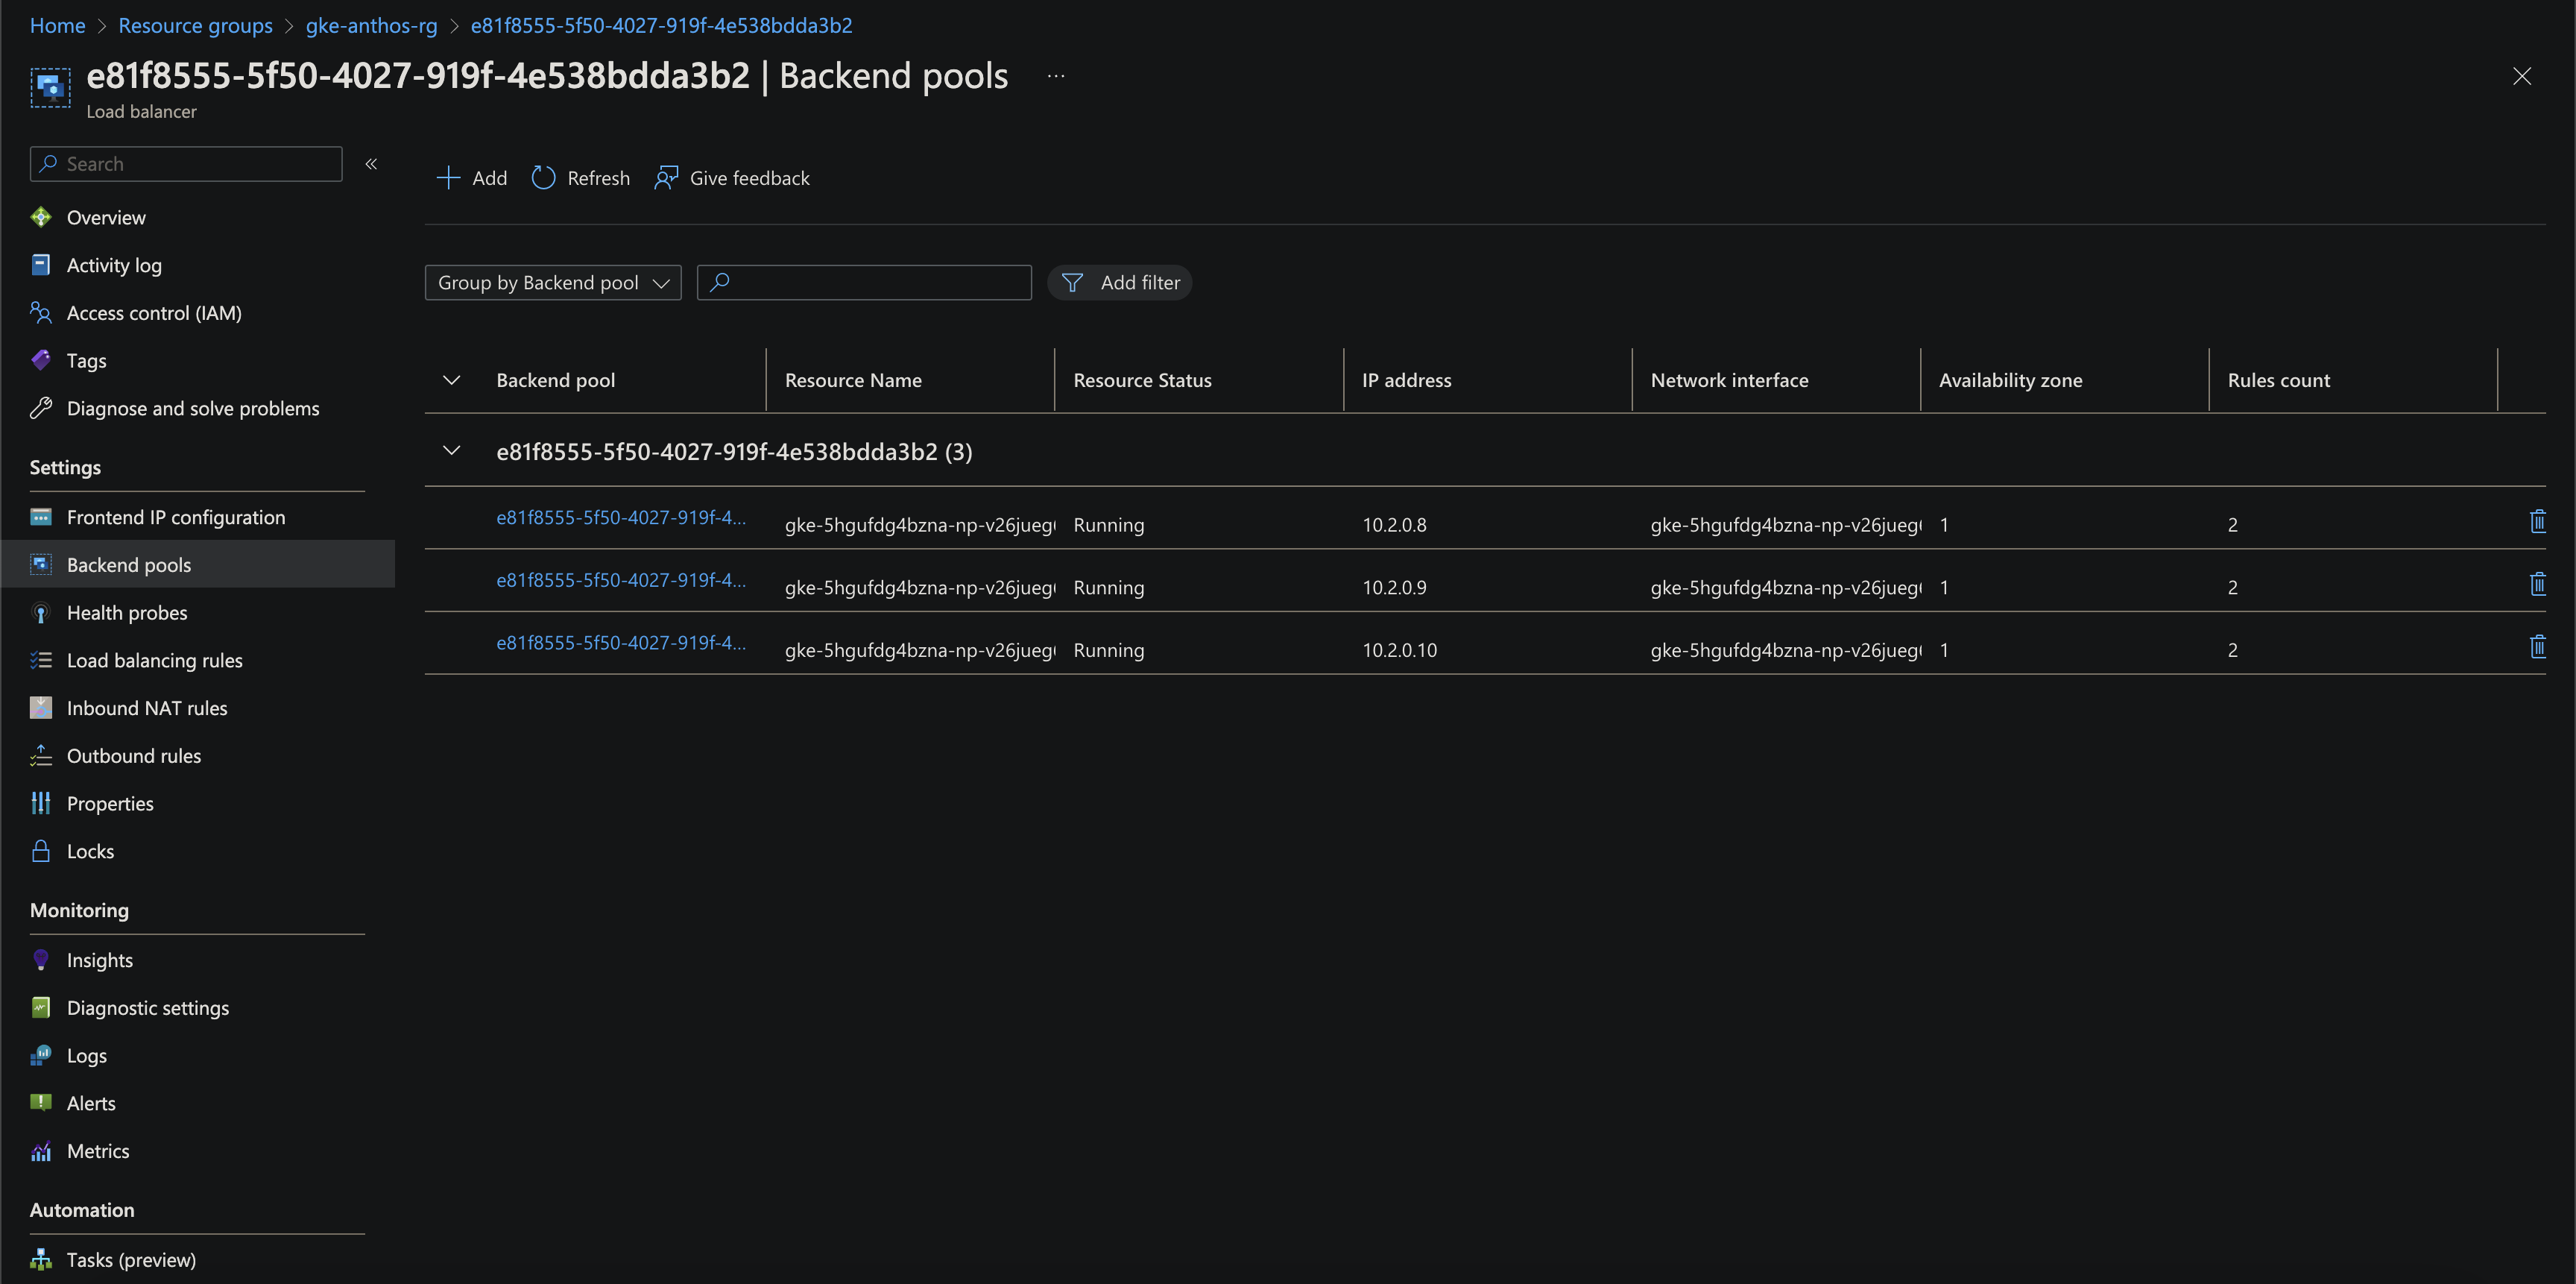 Home > Resource groups > gke-anthos-rg > e81f8555-5f50-4027-919f-4e538bdda3b2
e81f8555-5f50-4027-919f-4e538bdda3b2 | Backend pools ...
Load balancer
Search «
Add Refresh Give feedback
Overview
Activity log
Access control (IAM)
Tags
Diagnose and solve problems
Settings
Frontend IP configuration
Backend pools
Health probes
Load balancing rules
Inbound NAT rules
Outbound rules
Properties
Locks
Monitoring
Insights
Diagnostic settings
Logs
Alerts
Metrics
Automation
Tasks (preview)
Group by Backend pool Add filter
Backend pool Resource Name Resource Status IP address Network interface Availability zone Rules count
e81f8555-5f50-4027-919f-4e538bdda3b2 (3)
e81f8555-5f50-4027-919f-4... gke-5hgufdg4bzna-np-v26jueg Running 10.2.0.8 gke-5hgufdg4bzna-np-v26jueg 1 2
e81f8555-5f50-4027-919f-4... gke-5hgufdg4bzna-np-v26jueg Running 10.2.0.9 gke-5hgufdg4bzna-np-v26jueg 1 2
e81f8555-5f50-4027-919f-4... gke-5hgufdg4bzna-np-v26jueg Running 10.2.0.10 gke-5hgufdg4bzna-np-v26jueg 1 2